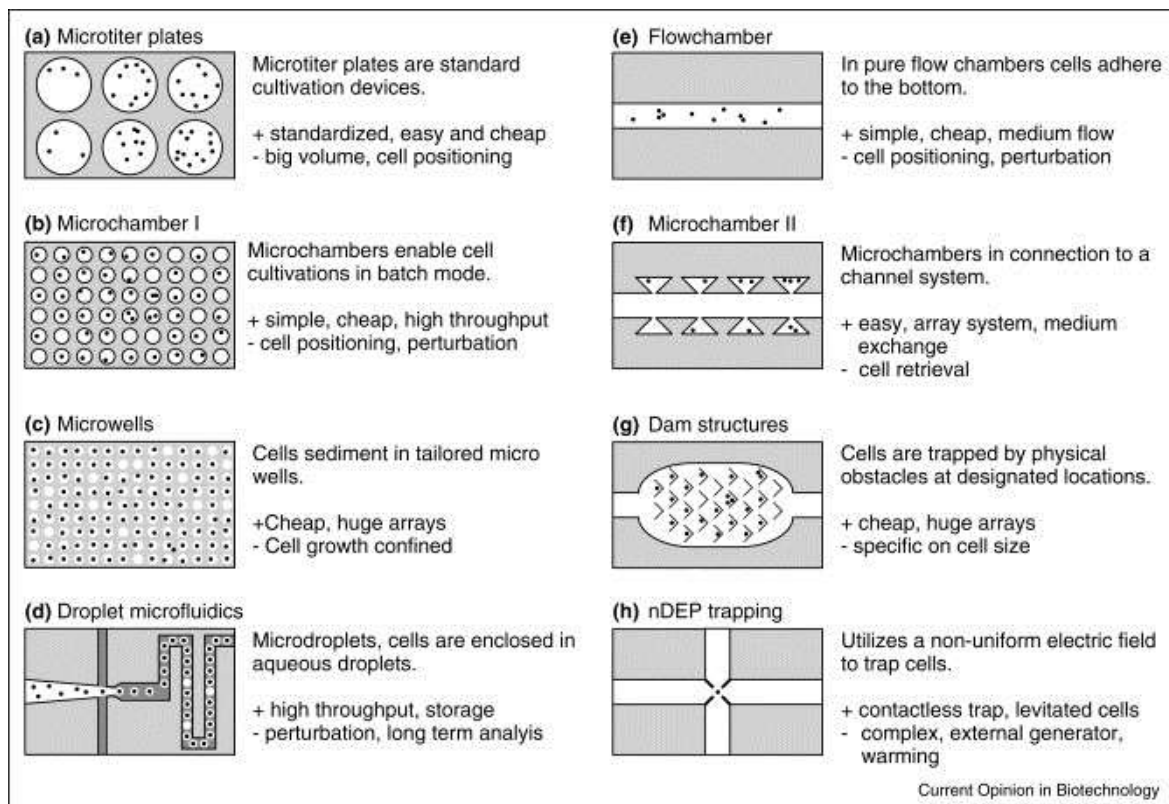 (a) Microtiter plates
Microtiter plates are standard
cultivation devices.
+ standardized, easy and cheap
- big volume, cell positioning
(b) Microchamber I
Microchambers enable cell
cultivations in batch mode.
+ simple, cheap, high throughput
- cell positioning, perturbation
(c) Microwells
Cells sediment in tailored micro
wells.
+Cheap, huge arrays
- Cell growth confined
(d) Droplet microfluidics
Microdroplets, cells are enclosed in
aqueous droplets.
+ high throughput, storage
- perturbation, long term analyis
(e) Flowchamber
In pure flow chambers cells adhere
to the bottom.
+ simple, cheap, medium flow
- cell positioning, perturbation
(f) Microchamber II
Microchambers in connection to a
channel system.
+ easy, array system, medium
exchange
- cell retrieval
(g) Dam structures
Cells are trapped by physical
obstacles at designated locations.
+ cheap, huge arrays
- specific on cell size
(h) nDEP trapping
Utilizes a non-uniform electric field
to trap cells.
+ contactless trap, levitated cells
- complex, external generator,
warming
Current Opinion in Biotechnology